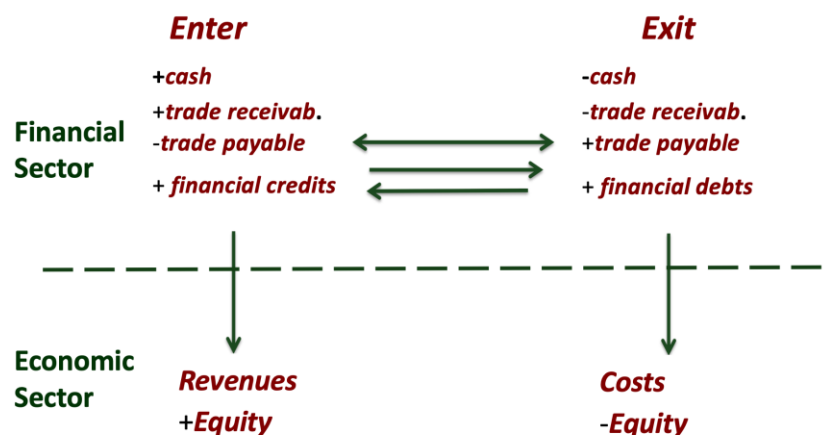 Enter
Exit
+cash
-cash
+trade receivab.
-trade receivab.
Financial
Sector
-trade payable
+trade payable
+ financial credits
+ financial debts
Economic
Sector
Revenues
Costs
+Equity
-Equity